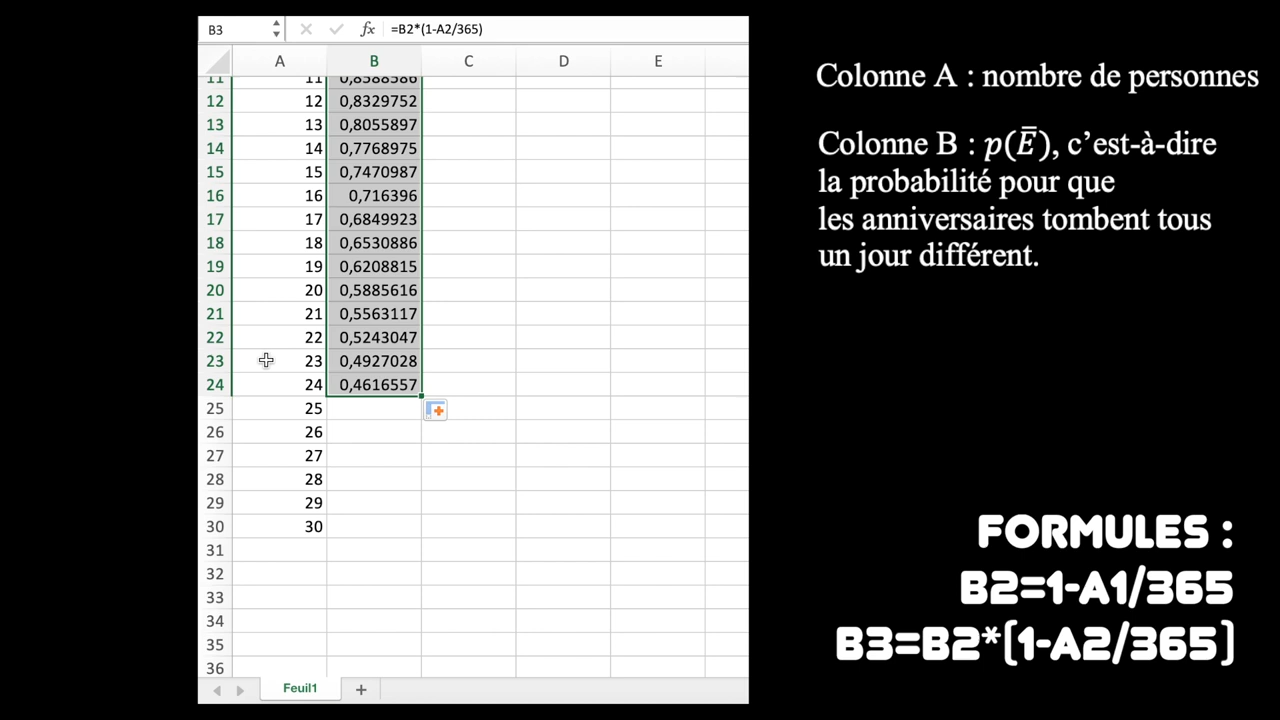 B3 fx =B2*(1-A2/365)
A B C D E
11 11 0,8588586
12 12 0,8329752
13 13 0,8055897
14 14 0,7768975
15 15 0,7470987
16 16 0,716396
17 17 0,6849923
18 18 0,6530886
19 19 0,6208815
20 20 0,5885616
21 21 0,5563117
22 22 0,5243047
23 23 0,4927028
24 24 0,4616557
25 25
26 26
27 27
28 28
29 29
30 30
31
32
33
34
35
36
Feuil1
Colonne A : nombre de personnes
Colonne B : p(Ē), c’est-à-dire
la probabilité pour que
les anniversaires tombent tous
un jour différent.
FORMULES :
B2=1-A1/365
B3=B2*(1-A2/365)